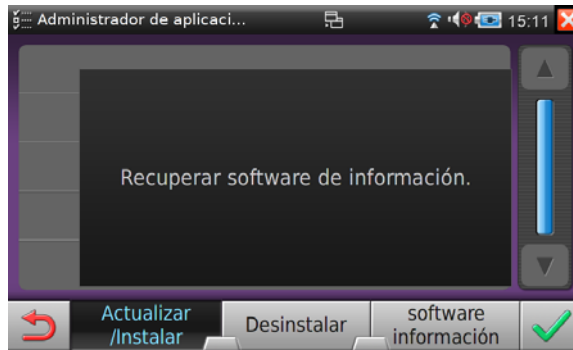 Administrador de aplicaci...
15:11
Recuperar software de información.
Actualizar
/Instalar
Desinstalar
software
información